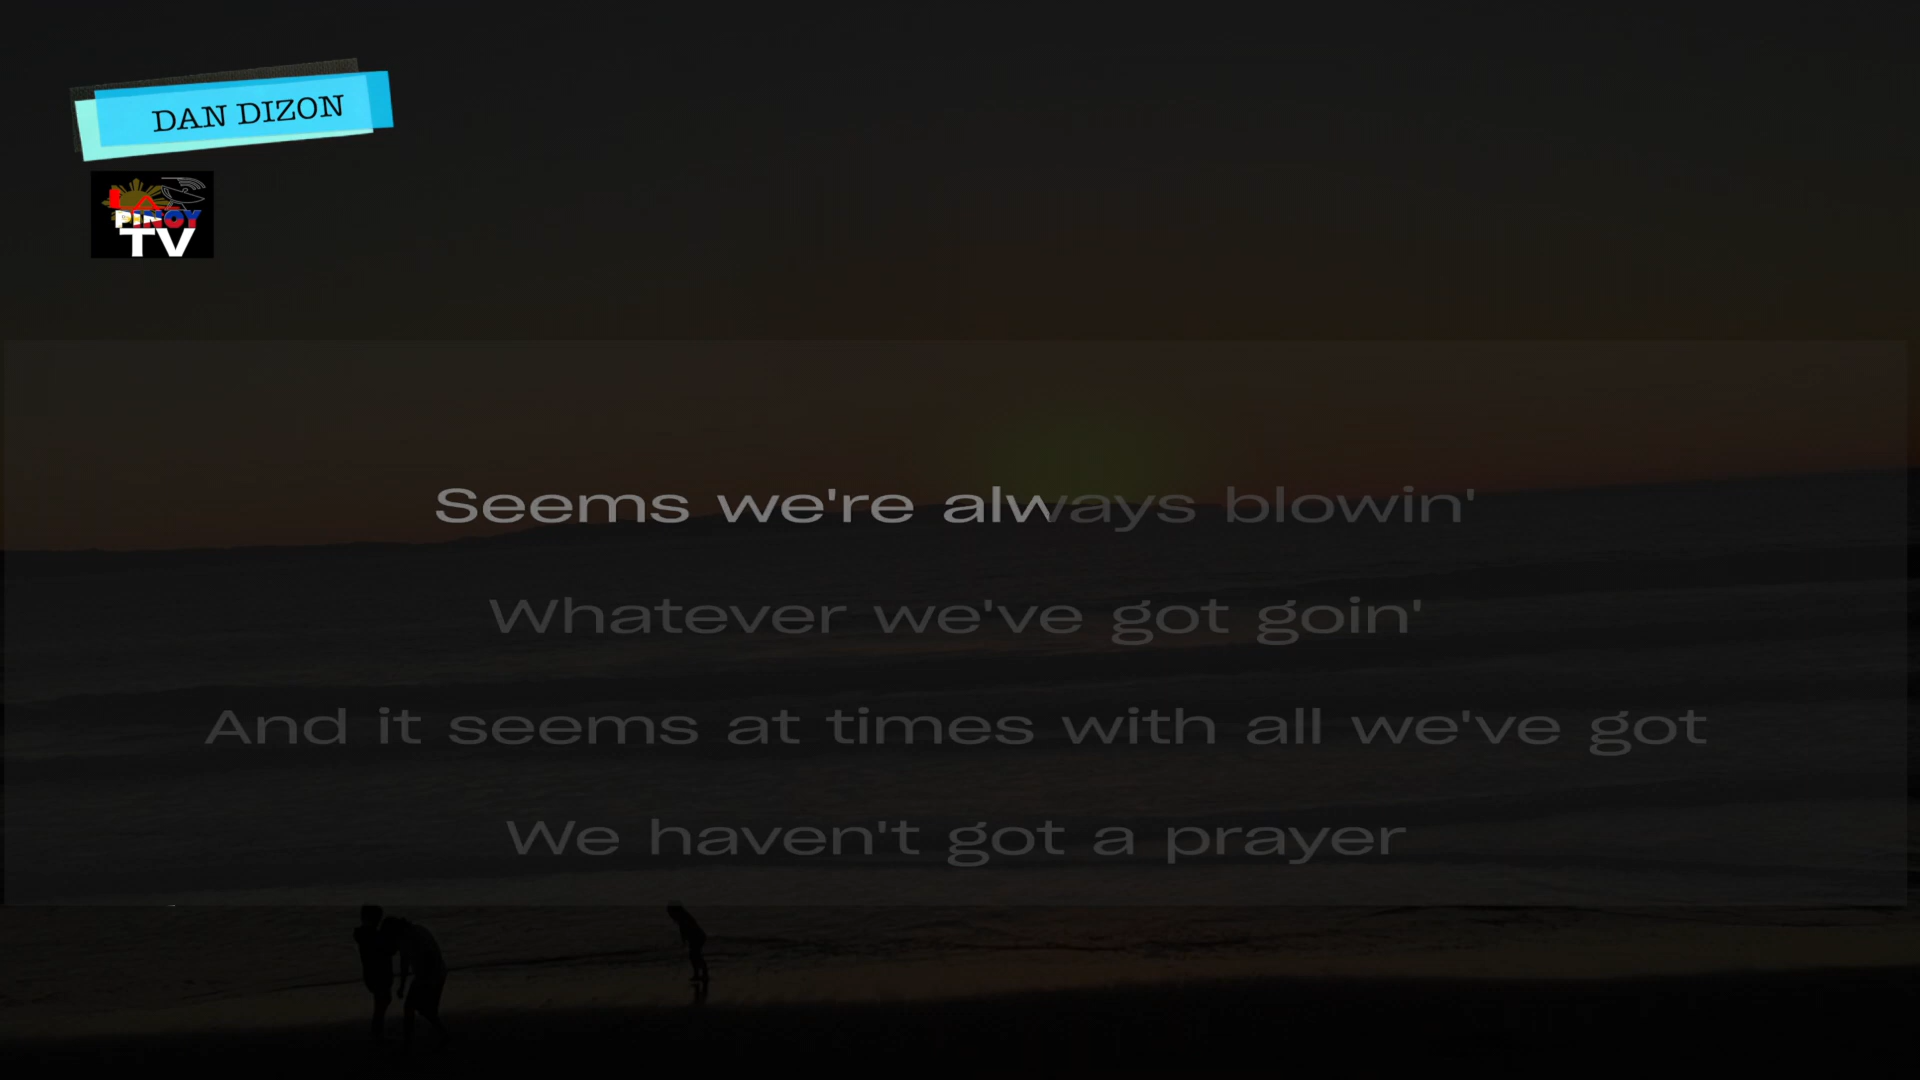 DAN DIZON
PINOY
TV
Seems we're always blowin'
Whatever we've got goin'
And it seems at times with all we've got
We haven't got a prayer